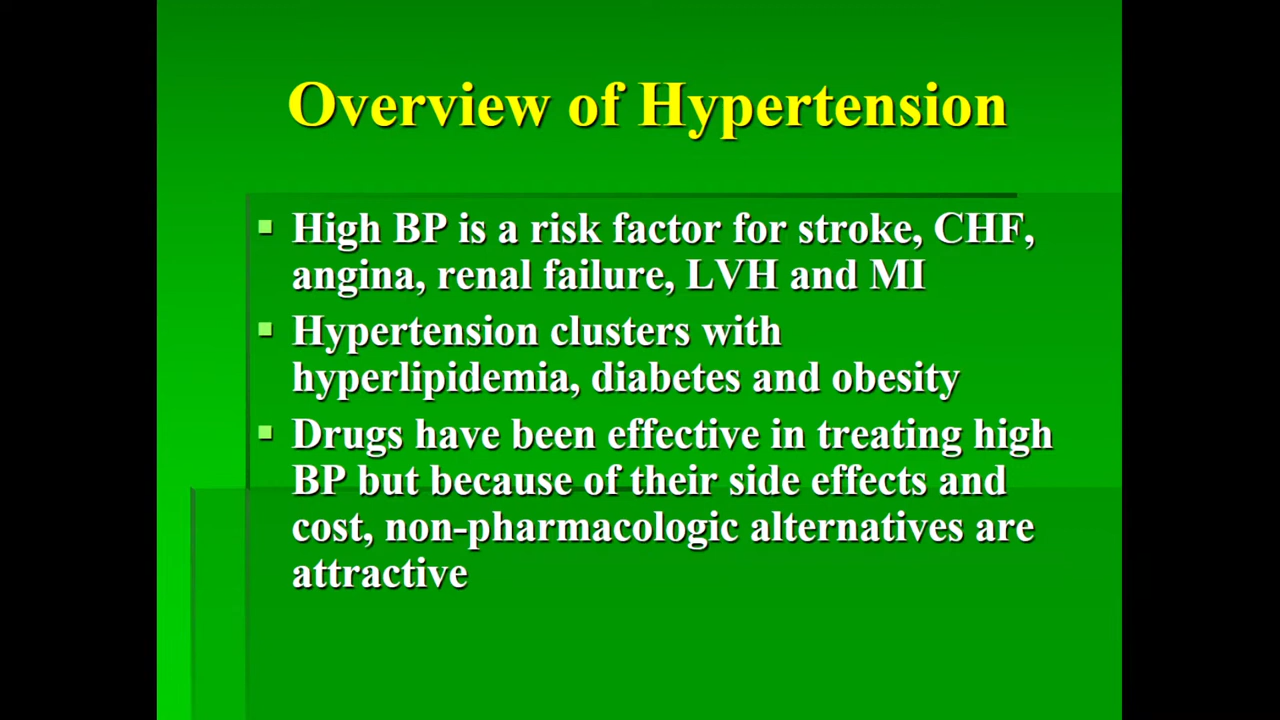 Overview of Hypertension
High BP is a risk factor for stroke, CHF,
angina, renal failure, LVH and MI
Hypertension clusters with
hyperlipidemia, diabetes and obesity
Drugs have been effective in treating high
BP but because of their side effects and
cost, non-pharmacologic alternatives are
attractive